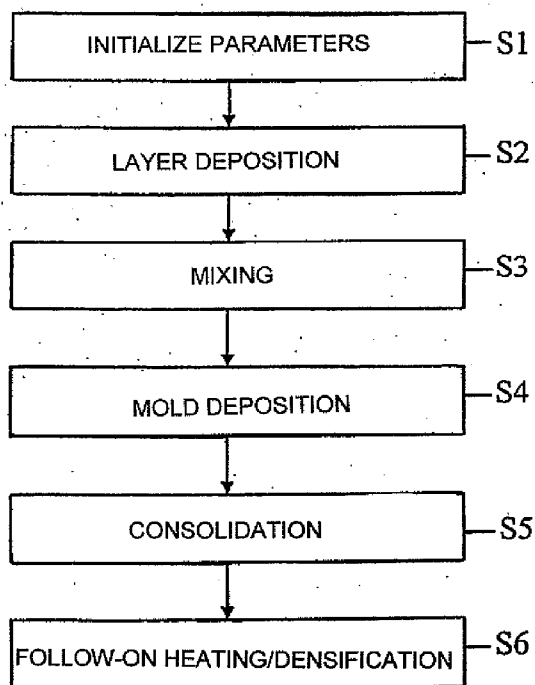 INITIALIZE PARAMETERS S1
LAYER DEPOSITION S2
MIXING S3
MOLD DEPOSITION S4
CONSOLIDATION S5
FOLLOW-ON HEATING/DENSIFICATION S6